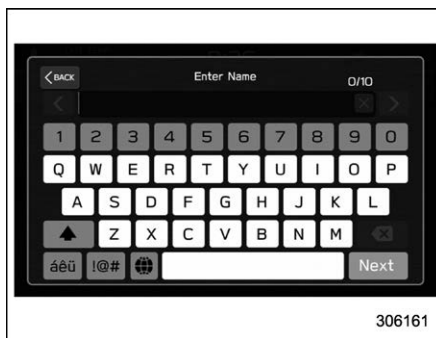 BACK Enter Name 0/10
1 2 3 4 5 6 7 8 9 0
Q W E R T Y U I O P
A S D F G H J K L
Z X C V B N M
áêü !@# Next
306161